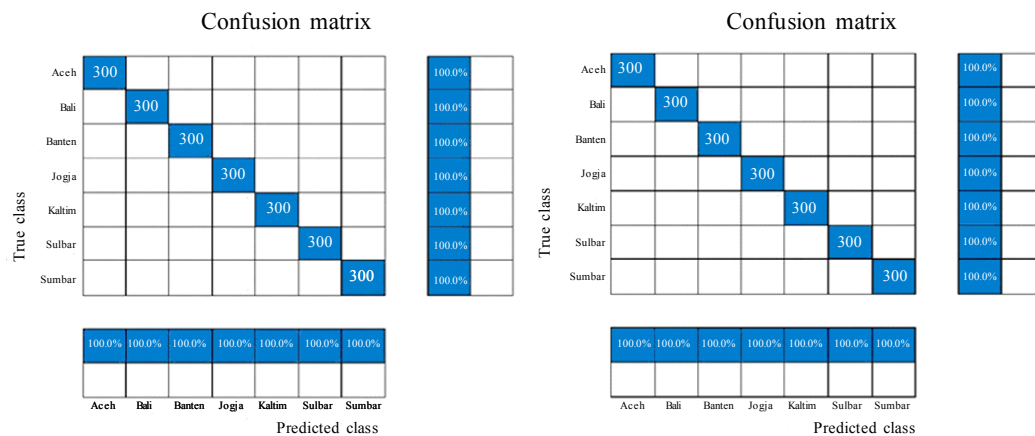 Confusion matrix
Aceh 300 100.0%
Bali 300 100.0%
Banten 300 100.0%
Jogja 300 100.0%
Kaltim 300 100.0%
Sulbar 300 100.0%
Sumbar 300 100.0%
True class
100.0% 100.0% 100.0% 100.0% 100.0% 100.0% 100.0%
Aceh Bali Banten Jogja Kaltim Sulbar Sumbar
Predicted class
Confusion matrix
Aceh 300 100.0%
Bali 300 100.0%
Banten 300 100.0%
Jogja 300 100.0%
Kaltim 300 100.0%
Sulbar 300 100.0%
Sumbar 300 100.0%
True class
100.0% 100.0% 100.0% 100.0% 100.0% 100.0% 100.0%
Aceh Bali Banten Jogja Kaltim Sulbar Sumbar
Predicted class